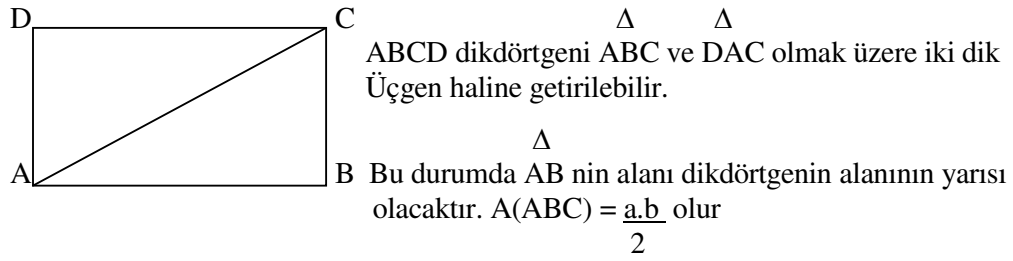 D C Δ Δ
ABCD dikdörtgeni ABC ve DAC olmak üzere iki dik
Üçgen haline getirilebilir.
Δ
A B Bu durumda AB nin alanı dikdörtgenin alanının yarısı
olacaktır. A(ABC) = a.b olur
2